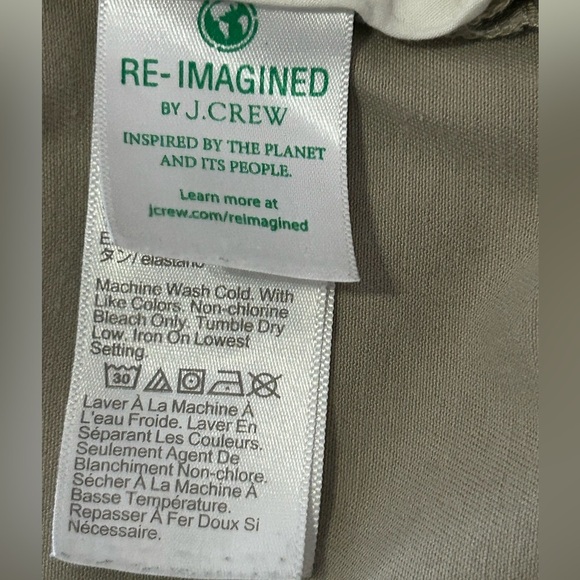 RE-IMAGINED
BY J.CREW
INSPIRED BY THE PLANET
AND ITS PEOPLE.
Learn more at
jcrew.com/reimagined
タン/elastano
Machine Wash Cold. With
Like Colors. Non-chlorine
Bleach Only. Tumble Dry
Low. Iron On Lowest
Setting
30
Laver À La Machine À
L'eau Froide. Laver En
Séparant Les Couleurs.
Seulement Agent De
Blanchiment Non-chlore.
Sécher À La Machine À
Basse Température.
Repasser À Fer Doux Si
Nécessaire.